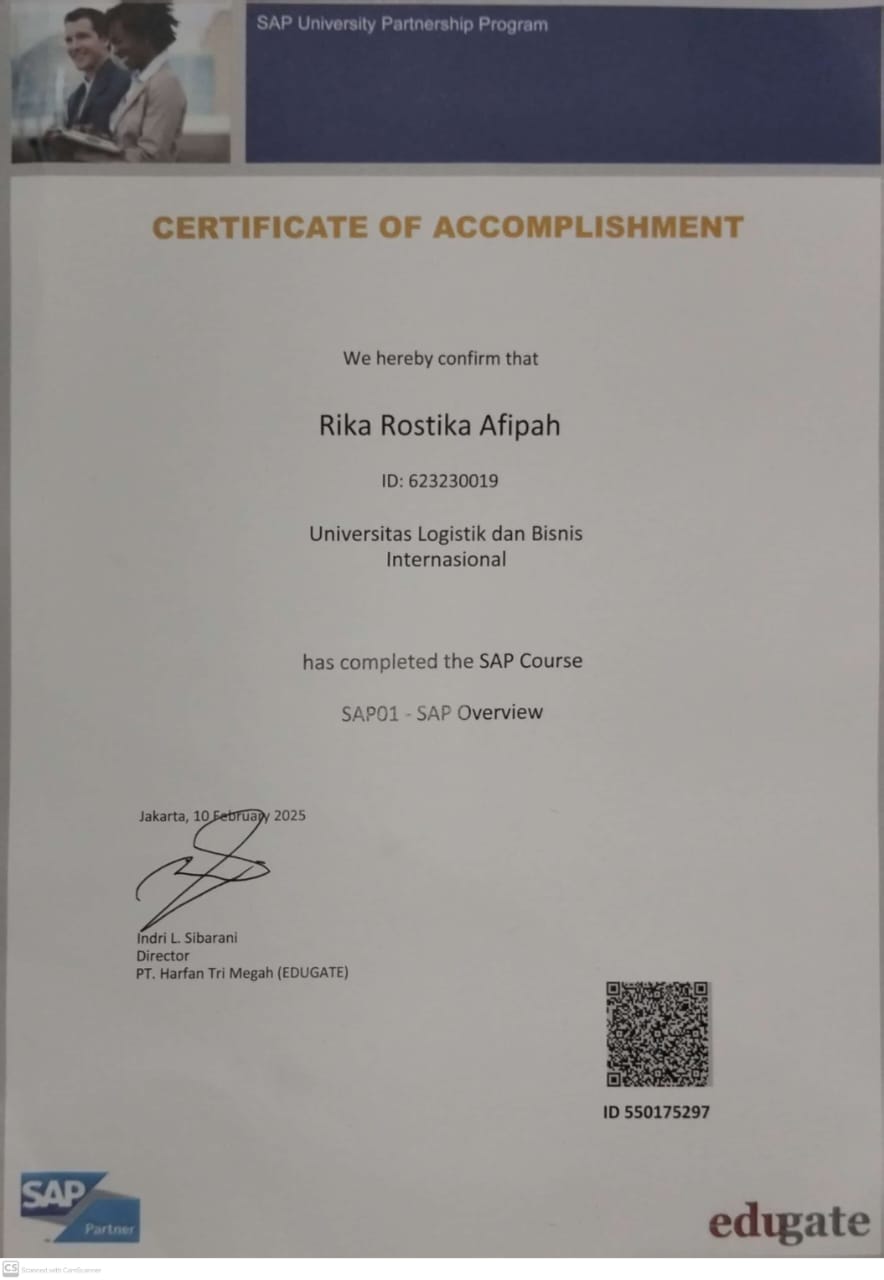 SAP University Partnership Program
CERTIFICATE OF ACCOMPLISHMENT
We hereby confirm that
Rika Rostika Afipah
ID: 623230019
Universitas Logistik dan Bisnis
Internasional
has completed the SAP Course
SAP01 - SAP Overview
Jakarta, 10 February 2025
Indri L. Sibarani
Director
PT. Harfan Tri Megah (EDUGATE)
ID 550175297
SAP
Partner
edugate
CS Scanned with CamScanner